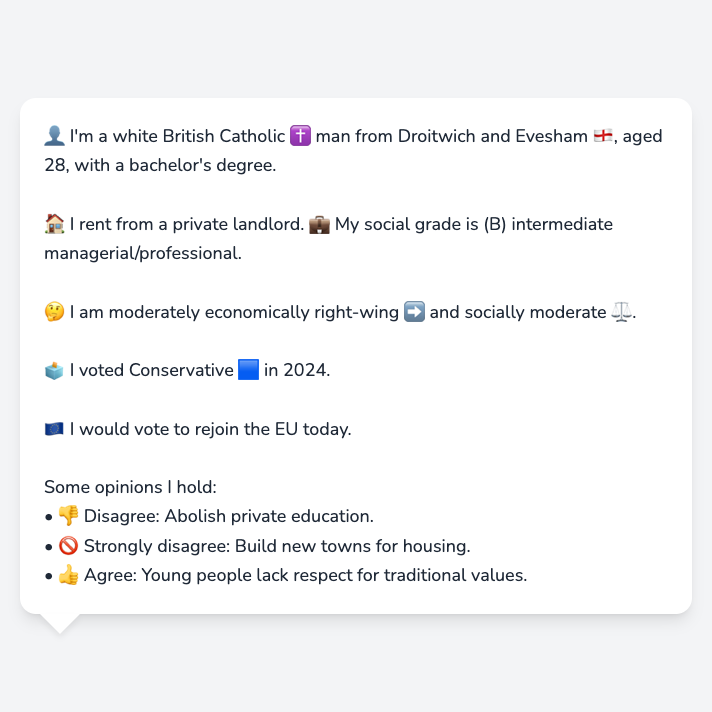 👤 I'm a white British Catholic ✝️ man from Droitwich and Evesham 🏴󠁧󠁢󠁥󠁮󠁧󠁿, aged
28, with a bachelor's degree.
🏠 I rent from a private landlord. 💼 My social grade is (B) intermediate
managerial/professional.
🤔 I am moderately economically right-wing ➡️ and socially moderate ⚖️.
🗳️ I voted Conservative 🟦 in 2024.
🇪🇺 I would vote to rejoin the EU today.
Some opinions I hold:
• 👎 Disagree: Abolish private education.
• 🚫 Strongly disagree: Build new towns for housing.
• 👍 Agree: Young people lack respect for traditional values.